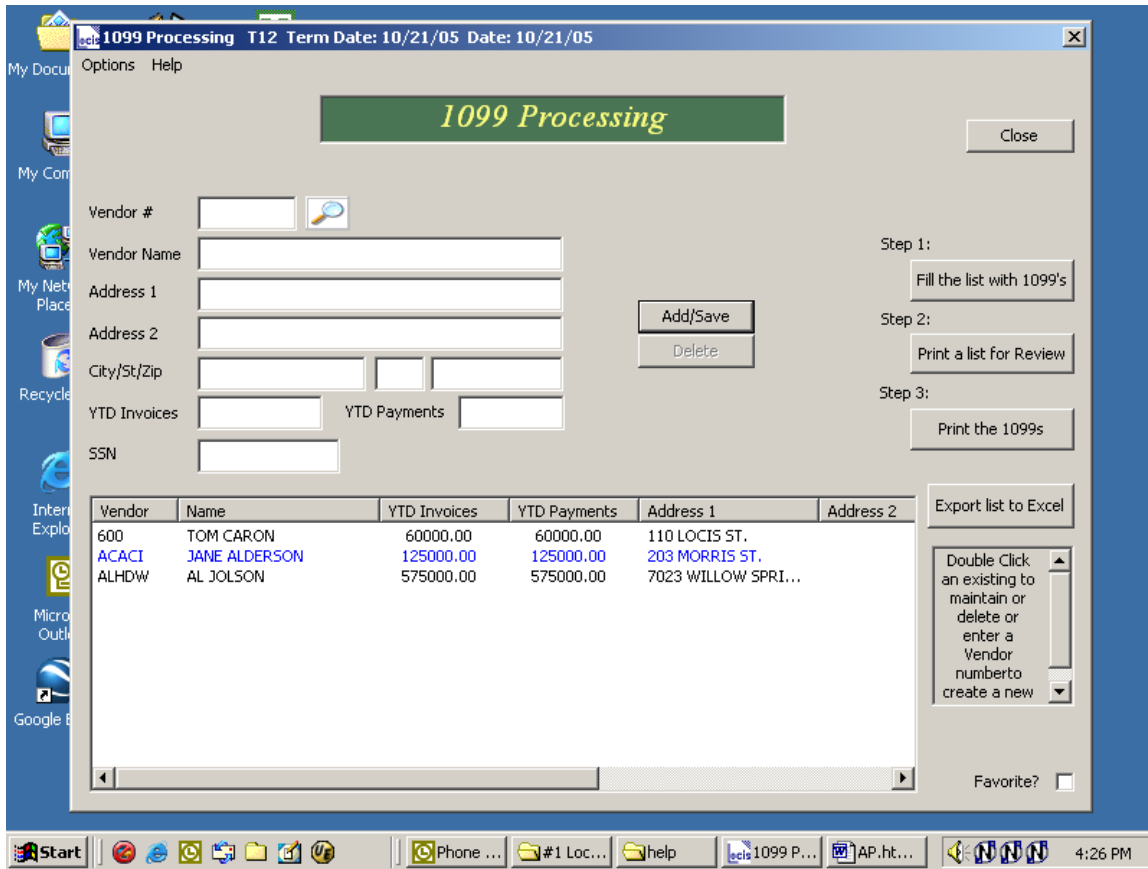 ocis 1099 Processing T12 Term Date: 10/21/05 Date: 10/21/05
Options Help
1099 Processing
Close
Vendor #
Vendor Name
Address 1
Address 2
City/St/Zip
YTD Invoices YTD Payments
SSN
Add/Save
Delete
Step 1:
Fill the list with 1099's
Step 2:
Print a list for Review
Step 3:
Print the 1099s
Export list to Excel
Vendor Name YTD Invoices YTD Payments Address 1 Address 2
600 TOM CARON 60000.00 60000.00 110 LOCIS ST.
ACACI JANE ALDERSON 125000.00 125000.00 203 MORRIS ST.
ALHDW AL JOLSON 575000.00 575000.00 7023 WILLOW SPRI...
Double Click
an existing to
maintain or
delete or
enter a
Vendor
numberto
create a new
Favorite?
My Docu
My Com
My Net
Place
Recycle
Inter
Explo
Micro
Outl
Google E
Start Phone ... #1 Loc... help ocis 1099 P... AP.ht... N N N 4:26 PM